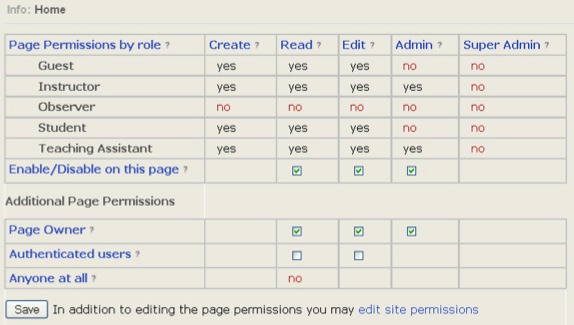 Info: Home
Page Permissions by role ? Create ? Read ? Edit ? Admin ? Super Admin ?
Guest yes yes yes no no
Instructor yes yes yes yes no
Observer no no no no no
Student yes yes yes no no
Teaching Assistant yes yes yes yes no
Enable/Disable on this page ?
Additional Page Permissions
Page Owner ?
Authenticated users ?
Anyone at all ? no
Save In addition to editing the page permissions you may edit site permissions